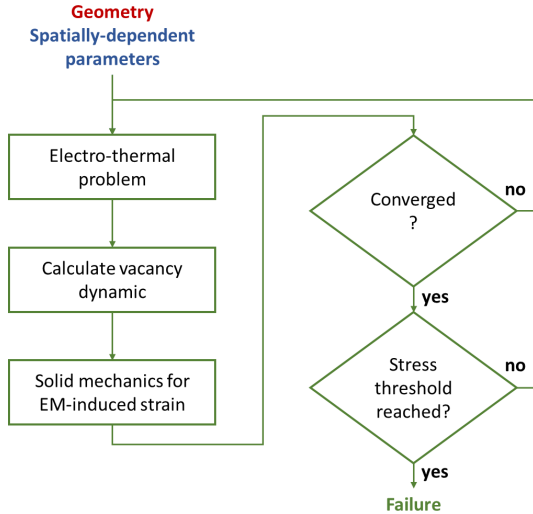 Geometry
Spatially-dependent
parameters
Electro-thermal
problem
Calculate vacancy
dynamic
Solid mechanics for
EM-induced strain
Converged
?
no
yes
Stress
threshold
reached?
no
yes
Failure